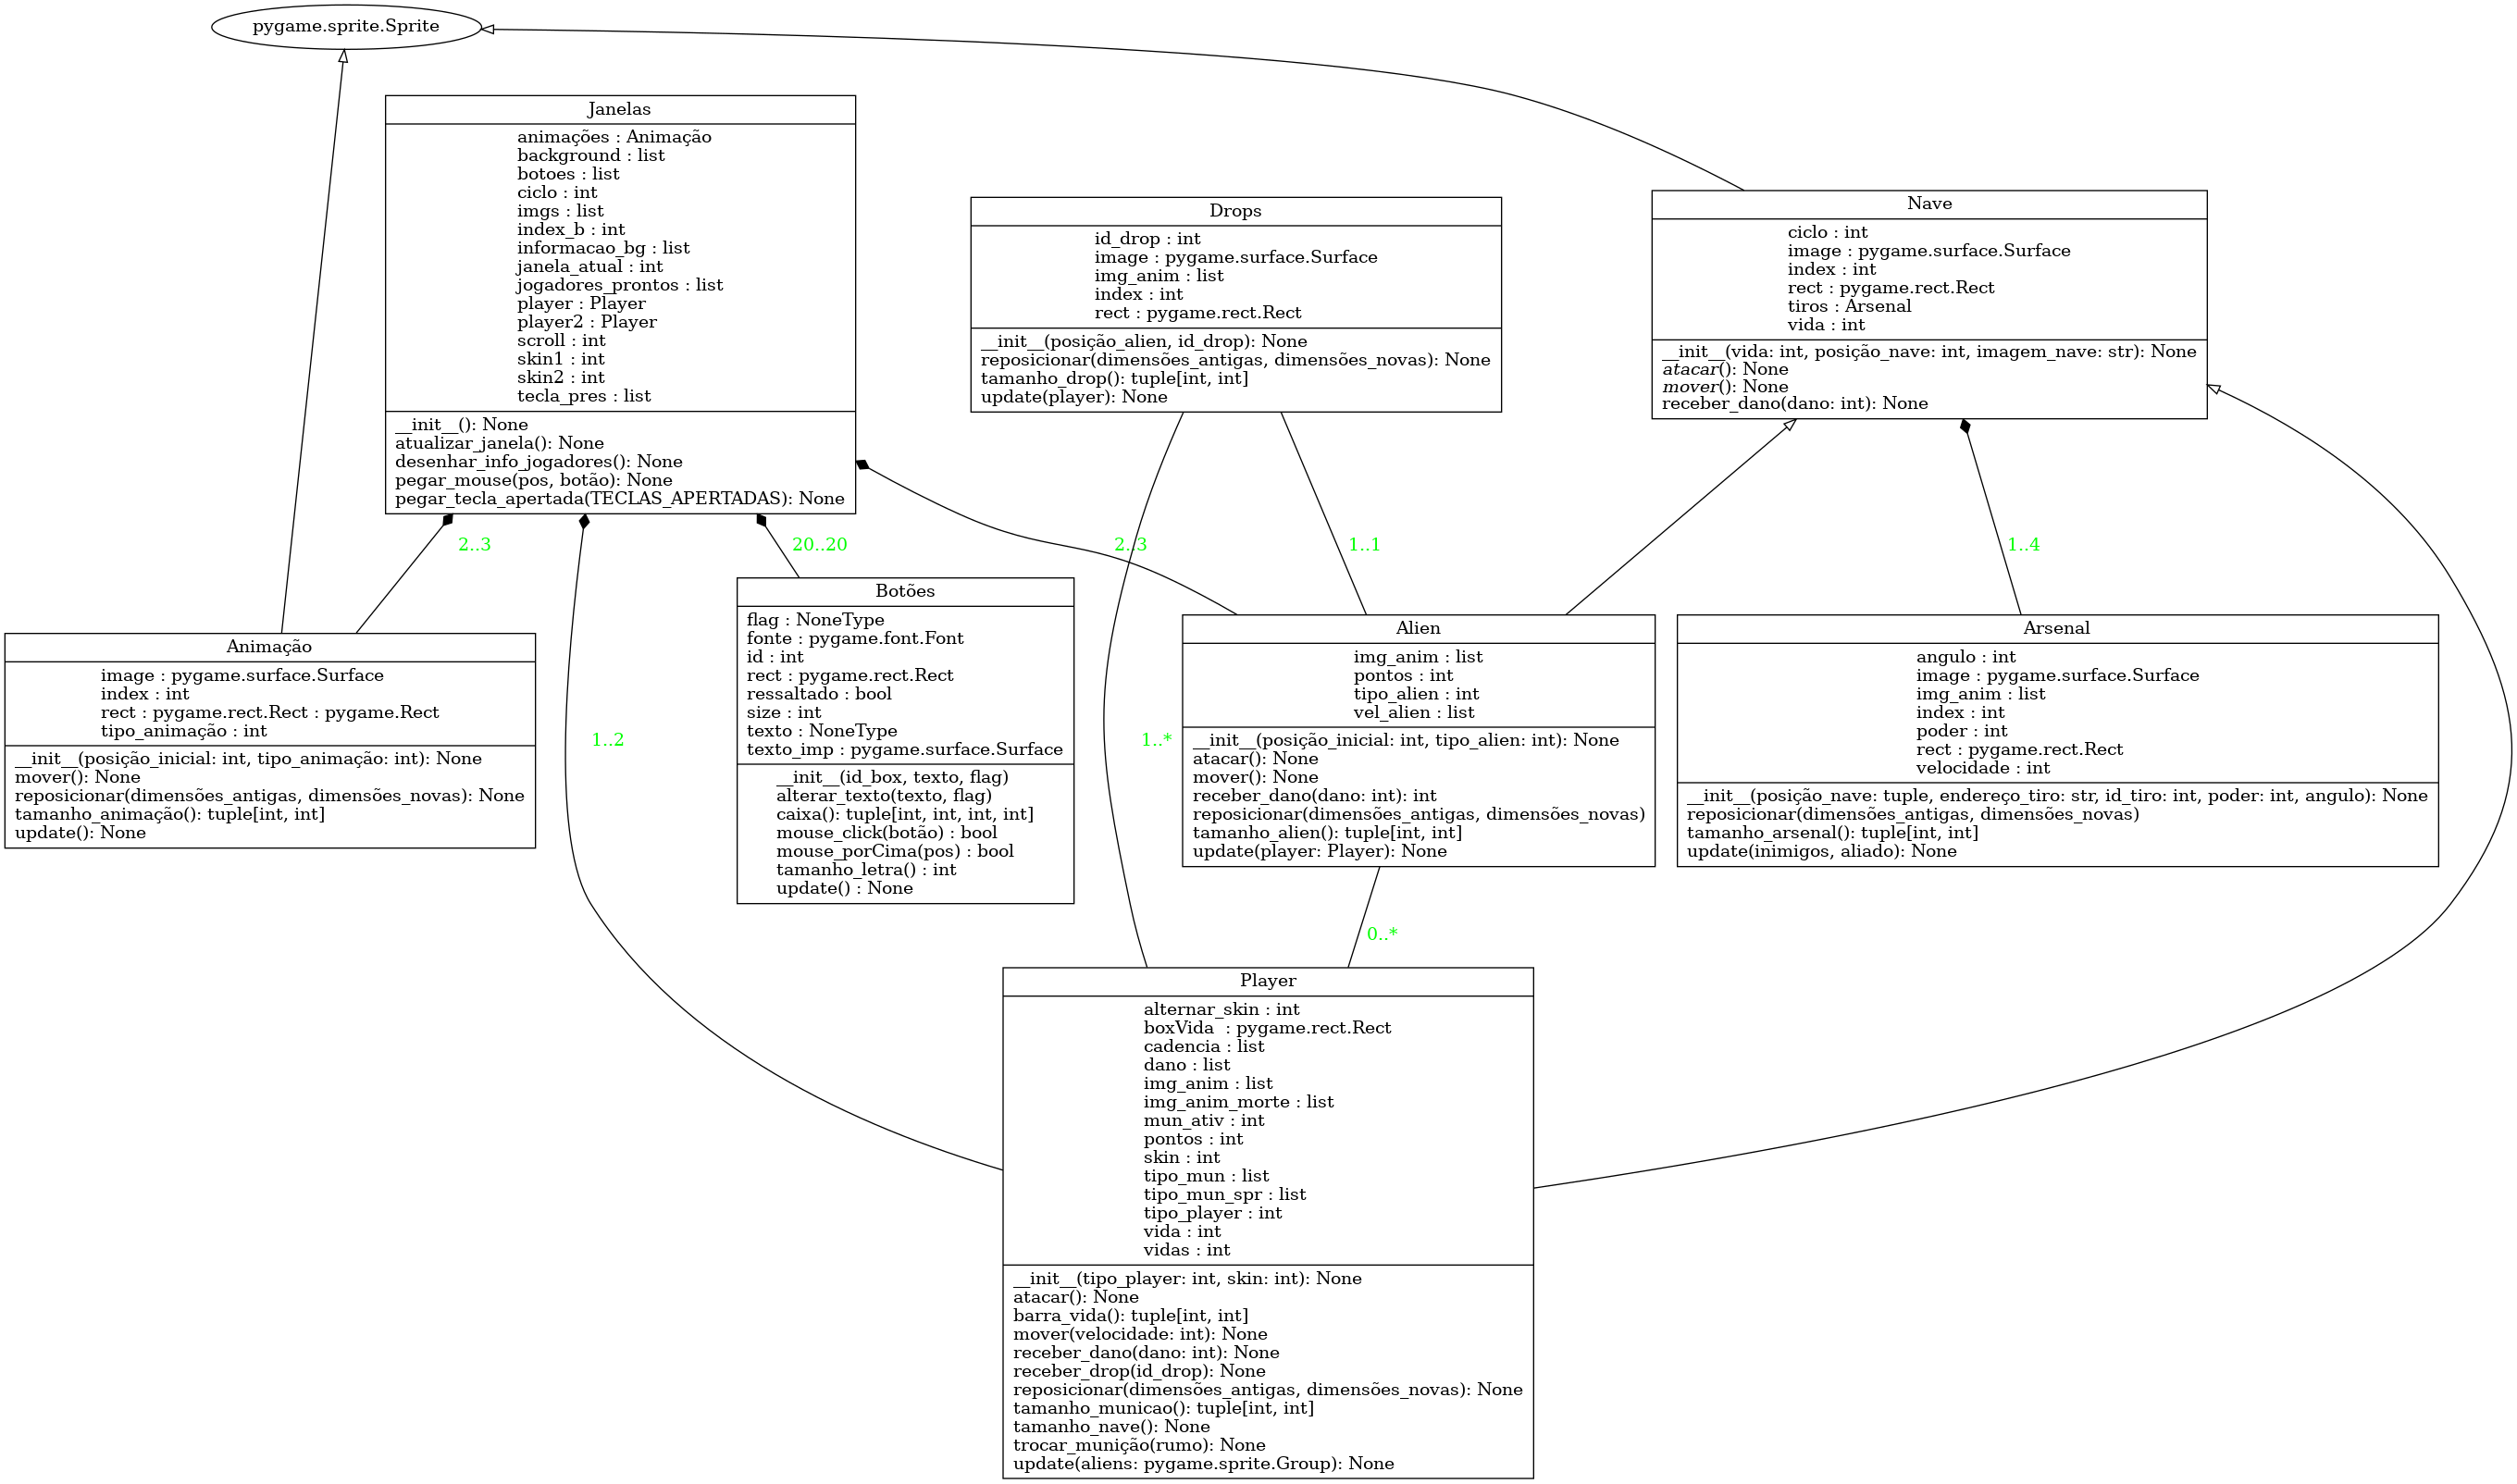 pygame.sprite.Sprite
Janelas
animações : Animação
background : list
botoes : list
ciclo : int
imgs : list
index_b : int
informacao_bg : list
janela_atual : int
jogadores_prontos : list
player : Player
player2 : Player
scroll : int
skin1 : int
skin2 : int
tecla_pres : list
__init__(): None
atualizar_janela(): None
desenhar_info_jogadores(): None
pegar_mouse(pos, botão): None
pegar_tecla_apertada(TECLAS_APERTADAS): None
Drops
id_drop : int
image : pygame.surface.Surface
img_anim : list
index : int
rect : pygame.rect.Rect
__init__(posição_alien, id_drop): None
reposicionar(dimensões_antigas, dimensões_novas): None
tamanho_drop(): tuple[int, int]
update(player): None
Nave
ciclo : int
image : pygame.surface.Surface
index : int
rect : pygame.rect.Rect
tiros : Arsenal
vida : int
__init__(vida: int, posição_nave: int, imagem_nave: str): None
atacar(): None
mover(): None
receber_dano(dano: int): None
2..3
20..20
2..3
1..1
1..4
Animação
image : pygame.surface.Surface
index : int
rect : pygame.rect.Rect : pygame.Rect
tipo_animação : int
__init__(posição_inicial: int, tipo_animação: int): None
mover(): None
reposicionar(dimensões_antigas, dimensões_novas): None
tamanho_animação(): tuple[int, int]
update(): None
1..2
Botões
flag : NoneType
fonte : pygame.font.Font
id : int
rect : pygame.rect.Rect
ressaltado : bool
size : int
texto : NoneType
texto_imp : pygame.surface.Surface
__init__(id_box, texto, flag)
alterar_texto(texto, flag)
caixa(): tuple[int, int, int, int]
mouse_click(botão) : bool
mouse_porCima(pos) : bool
tamanho_letra() : int
update() : None
1..*
Alien
img_anim : list
pontos : int
tipo_alien : int
vel_alien : list
__init__(posição_inicial: int, tipo_alien: int): None
atacar(): None
mover(): None
receber_dano(dano: int): int
reposicionar(dimensões_antigas, dimensões_novas)
tamanho_alien(): tuple[int, int]
update(player: Player): None
Arsenal
angulo : int
image : pygame.surface.Surface
img_anim : list
index : int
poder : int
rect : pygame.rect.Rect
velocidade : int
__init__(posição_nave: tuple, endereço_tiro: str, id_tiro: int, poder: int, angulo): None
reposicionar(dimensões_antigas, dimensões_novas)
tamanho_arsenal(): tuple[int, int]
update(inimigos, aliado): None
0..*
Player
alternar_skin : int
boxVida  : pygame.rect.Rect
cadencia : list
dano : list
img_anim : list
img_anim_morte : list
mun_ativ : int
pontos : int
skin : int
tipo_mun : list
tipo_mun_spr : list
tipo_player : int
vida : int
vidas : int
__init__(tipo_player: int, skin: int): None
atacar(): None
barra_vida(): tuple[int, int]
mover(velocidade: int): None
receber_dano(dano: int): None
receber_drop(id_drop): None
reposicionar(dimensões_antigas, dimensões_novas): None
tamanho_municao(): tuple[int, int]
tamanho_nave(): None
trocar_munição(rumo): None
update(aliens: pygame.sprite.Group): None